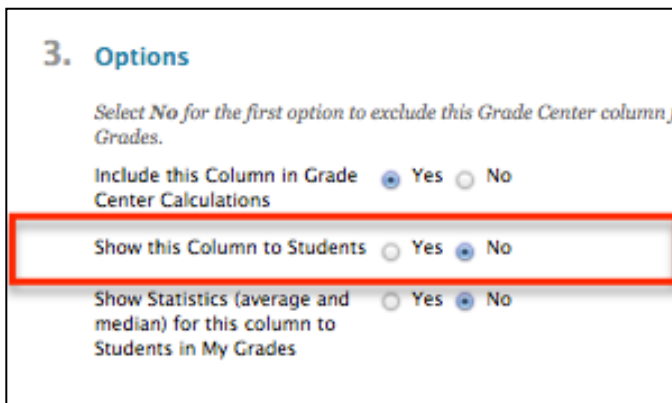 3. Options
Select No for the first option to exclude this Grade Center column
Grades.
Include this Column in Grade Yes No
Center Calculations
Show this Column to Students Yes No
Show Statistics (average and Yes No
median) for this column to
Students in My Grades